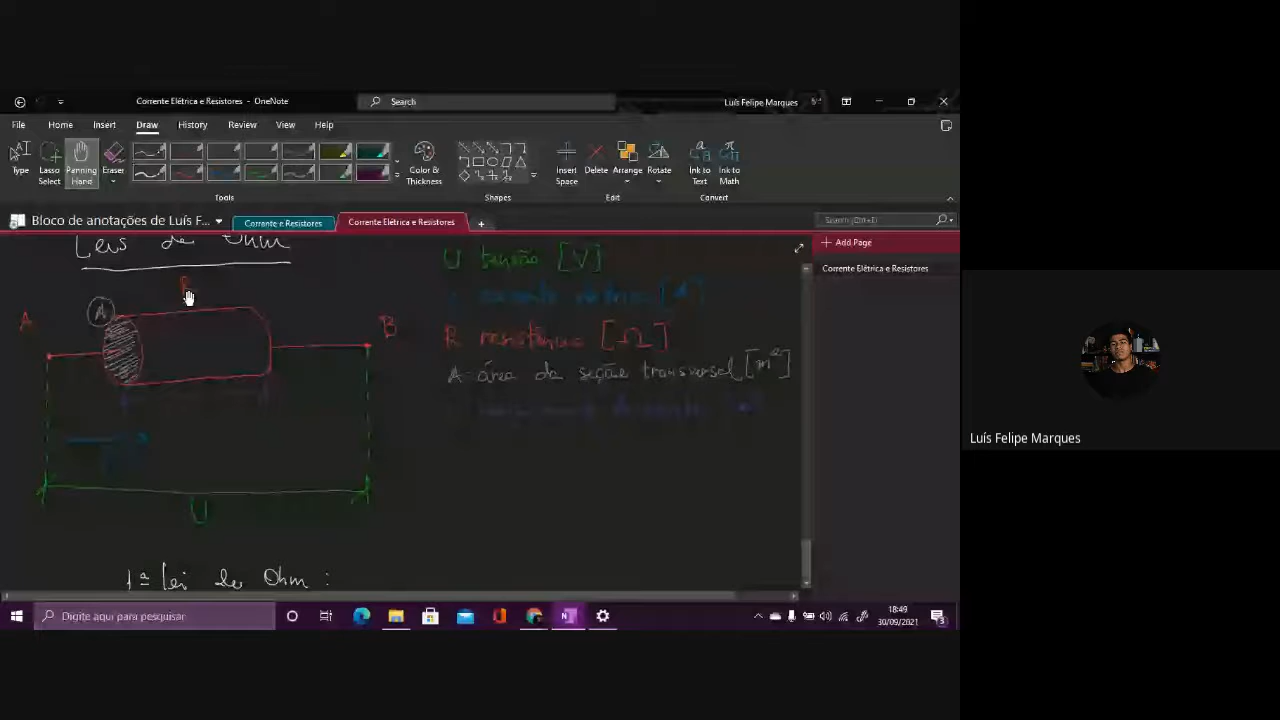 Corrente Elétrica e Resistores - OneNote
Search
Luís Felipe Marques
File Home Insert Draw History Review View Help
Type
Lasso Select
Panning Hand
Eraser
Color & Thickness
Insert Space
Delete
Arrange
Rotate
Ink to Text
Ink to Math
Tools
Shapes
Edit
Convert
Bloco de anotações de Luís F...
Corrente e Resistores
Corrente Elétrica e Resistores
Search (Ctrl+E)
Add Page
Corrente Elétrica e Resistores
Leis de Ohm
U tensão [V]
R resistência [Ω]
A área da seção transversal [m²]
R
A
A
B
U
1ª Lei de Ohm :
Luís Felipe Marques
Digite aqui para pesquisar
18:49
30/09/2021